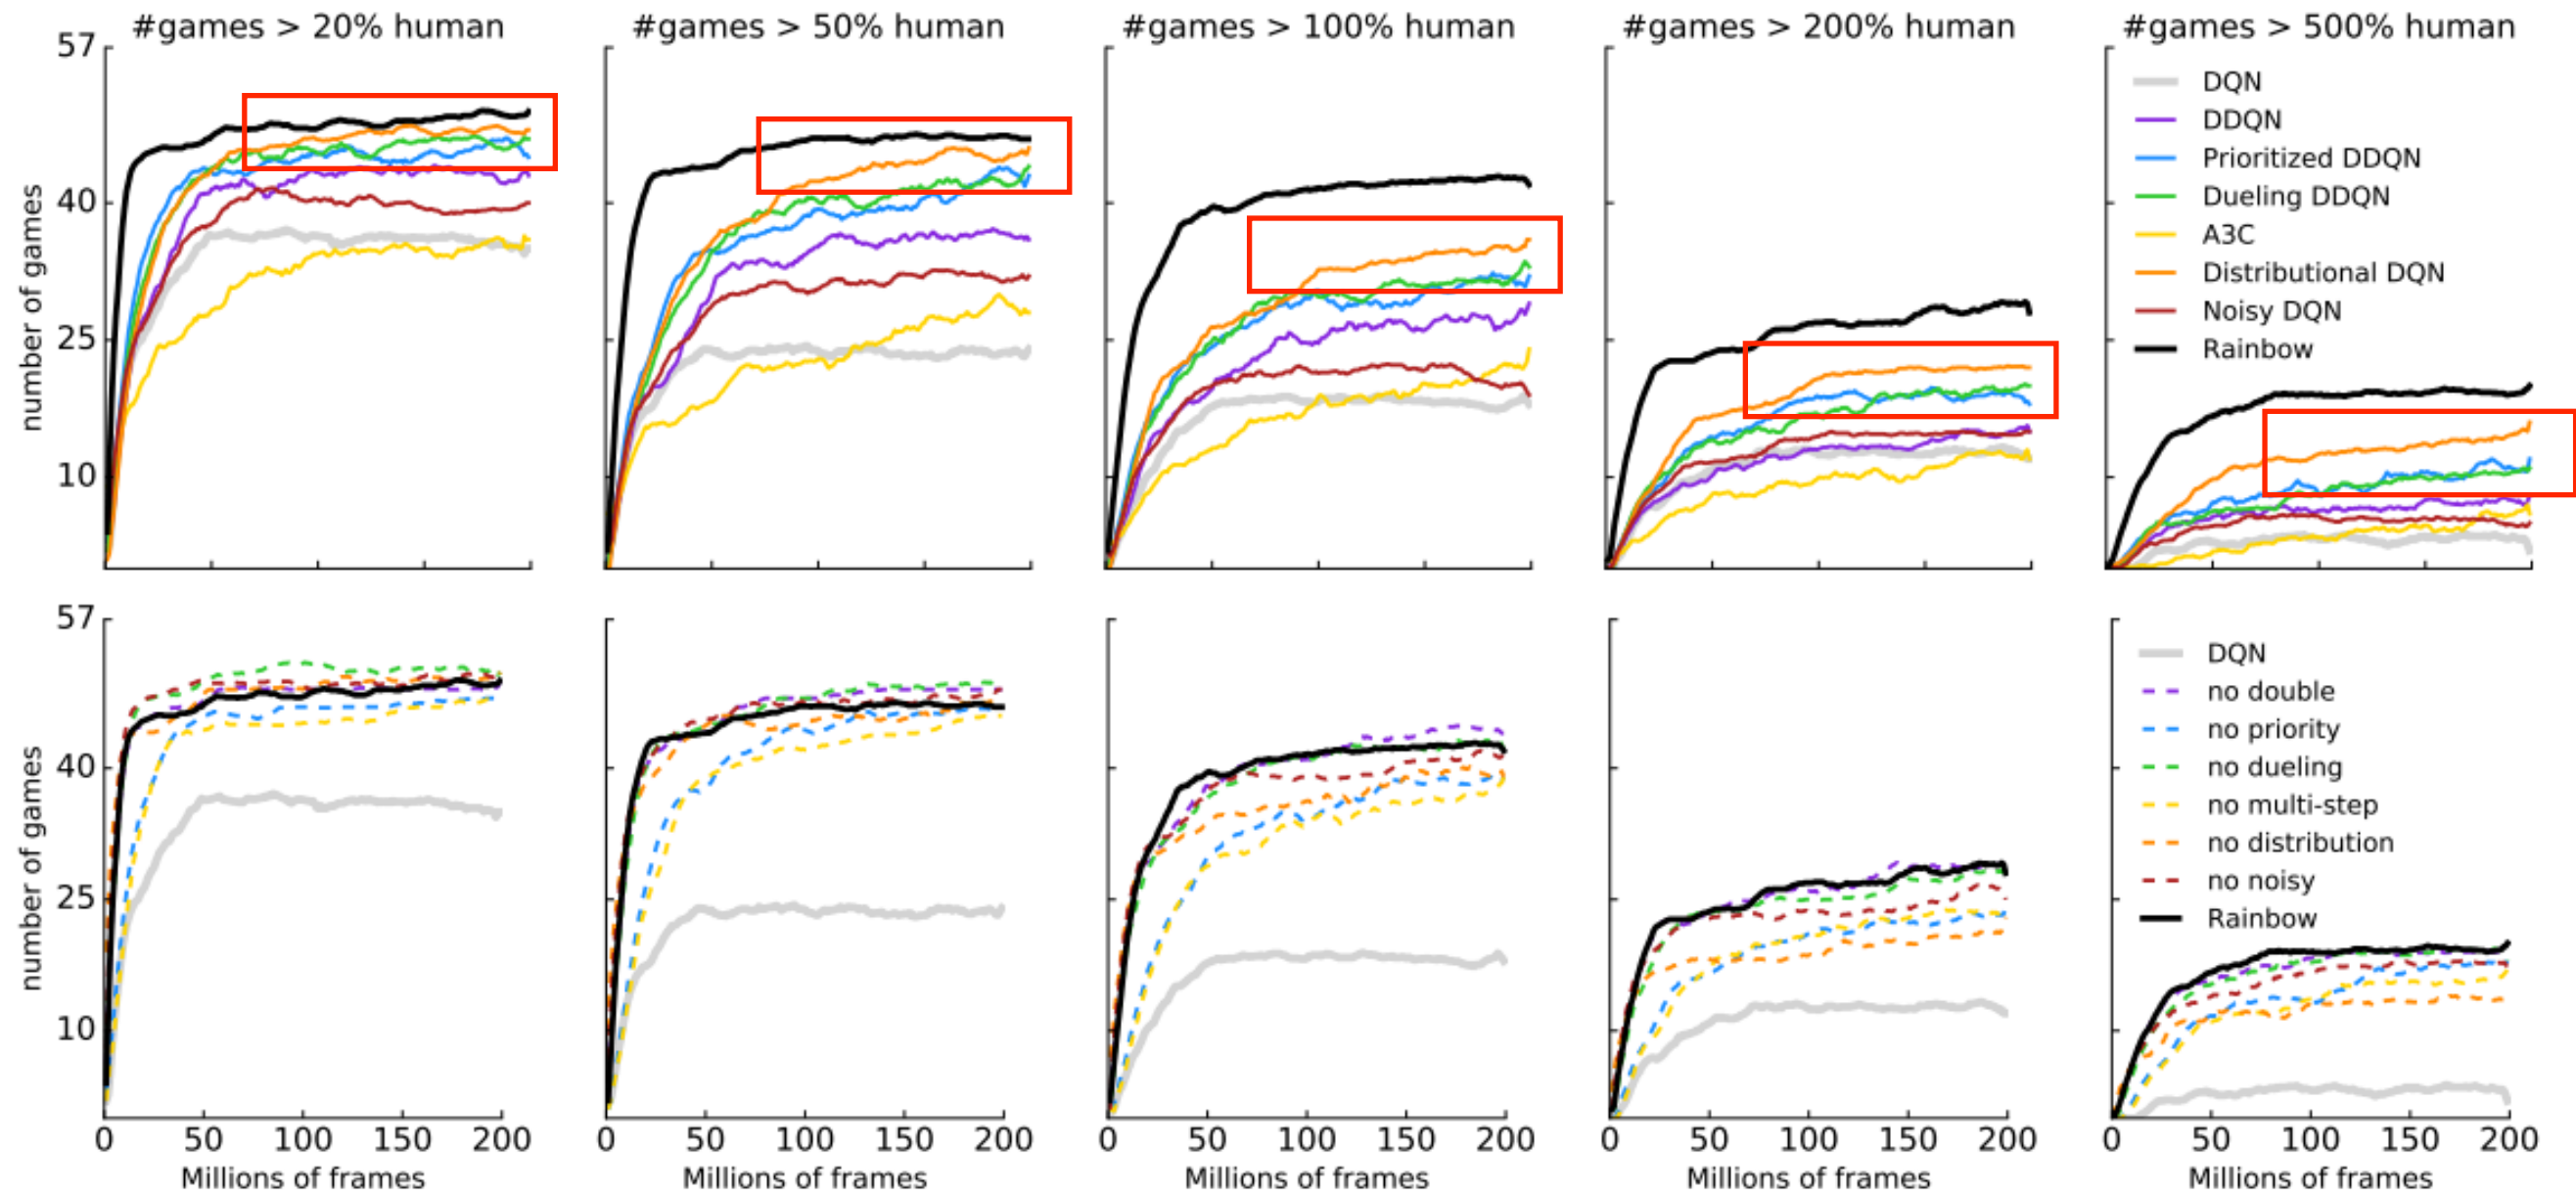 #games > 20% human
#games > 50% human
#games > 100% human
#games > 200% human
#games > 500% human
57
40
25
10
number of games
DQN
DDQN
Prioritized DDQN
Dueling DDQN
A3C
Distributional DQN
Noisy DQN
Rainbow
57
40
25
10
number of games
DQN
no double
no priority
no dueling
no multi-step
no distribution
no noisy
Rainbow
0 50 100 150 200
0 50 100 150 200
0 50 100 150 200
0 50 100 150 200
0 50 100 150 200
Millions of frames
Millions of frames
Millions of frames
Millions of frames
Millions of frames